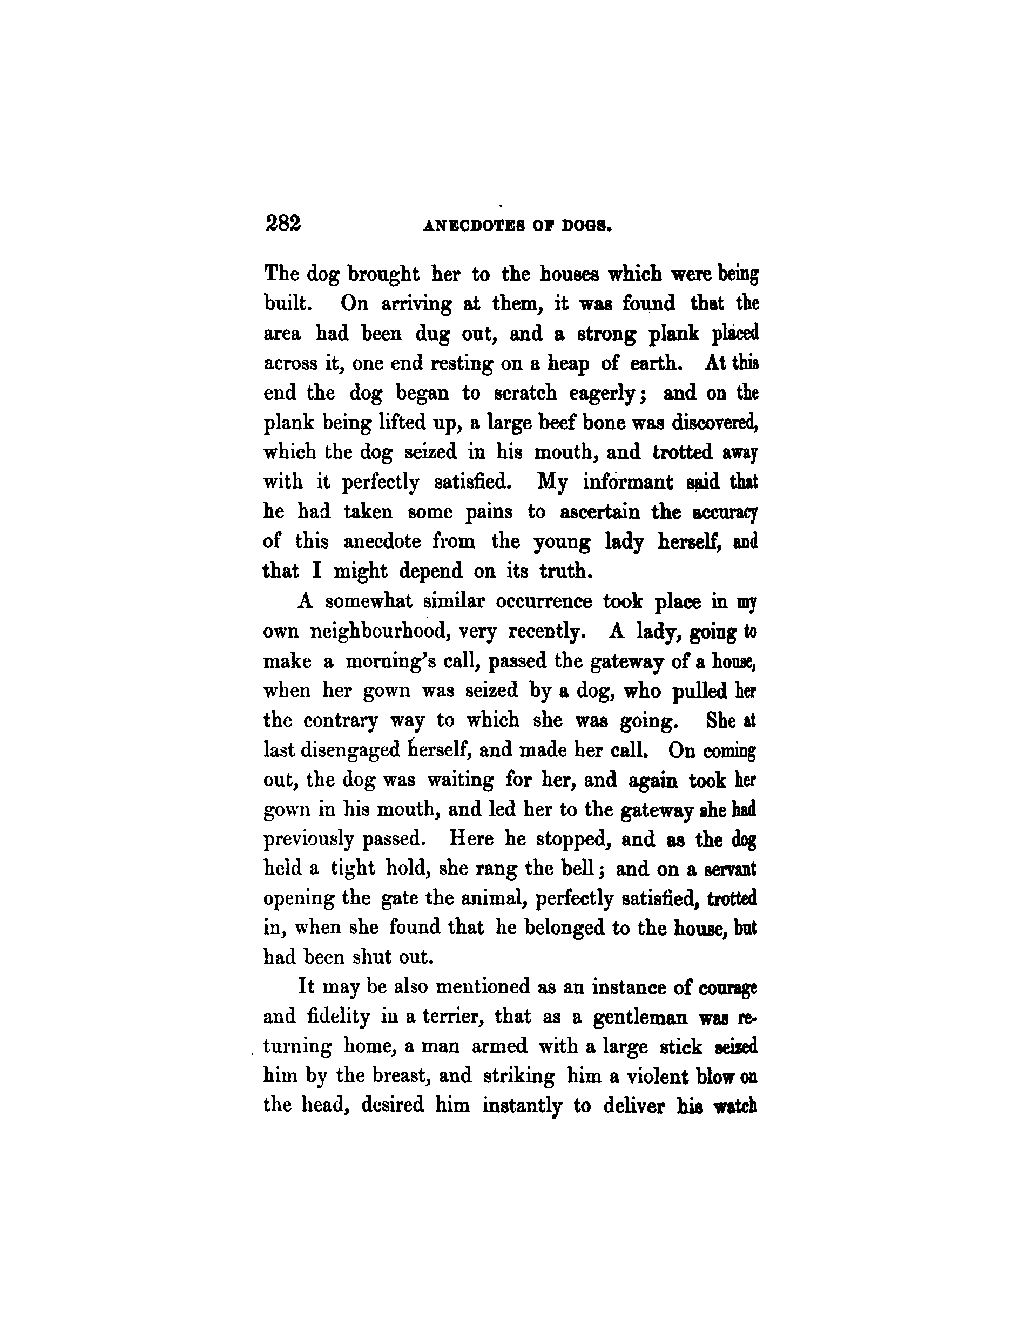 282 ANECDOTES OF DOGS.
The dog brought her to the houses which were being
built. On arriving at them, it was found that the
area had been dug out, and a strong plank placed
across it, one end resting on a heap of earth. At this
end the dog began to scratch eagerly; and on the
plank being lifted up, a large beef bone was discovered,
which the dog seized in his mouth, and trotted away
with it perfectly satisfied. My informant said that
he had taken some pains to ascertain the accuracy
of this anecdote from the young lady herself, and
that I might depend on its truth.
A somewhat similar occurrence took place in my
own neighbourhood, very recently. A lady, going to
make a morning's call, passed the gateway of a house,
when her gown was seized by a dog, who pulled her
the contrary way to which she was going. She at
last disengaged herself, and made her call. On coming
out, the dog was waiting for her, and again took her
gown in his mouth, and led her to the gateway she had
previously passed. Here he stopped, and as the dog
held a tight hold, she rang the bell; and on a servant
opening the gate the animal, perfectly satisfied, trotted
in, when she found that he belonged to the house, but
had been shut out.
It may be also mentioned as an instance of courage
and fidelity in a terrier, that as a gentleman was re-
turning home, a man armed with a large stick seized
him by the breast, and striking him a violent blow on
the head, desired him instantly to deliver his watch